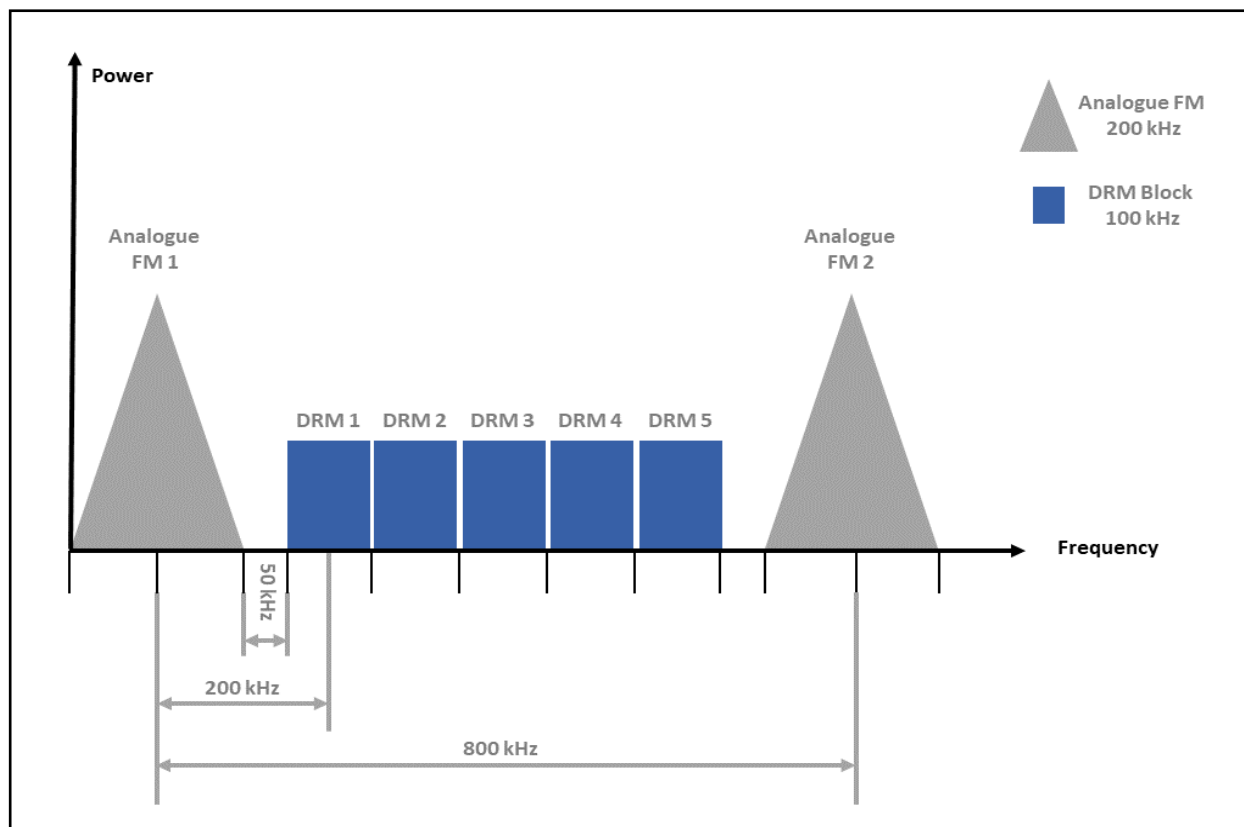 Power
Analogue FM
200 kHz
DRM Block
100 kHz
Analogue
FM 1
Analogue
FM 2
DRM 1
DRM 2
DRM 3
DRM 4
DRM 5
Frequency
50 kHz
200 kHz
800 kHz